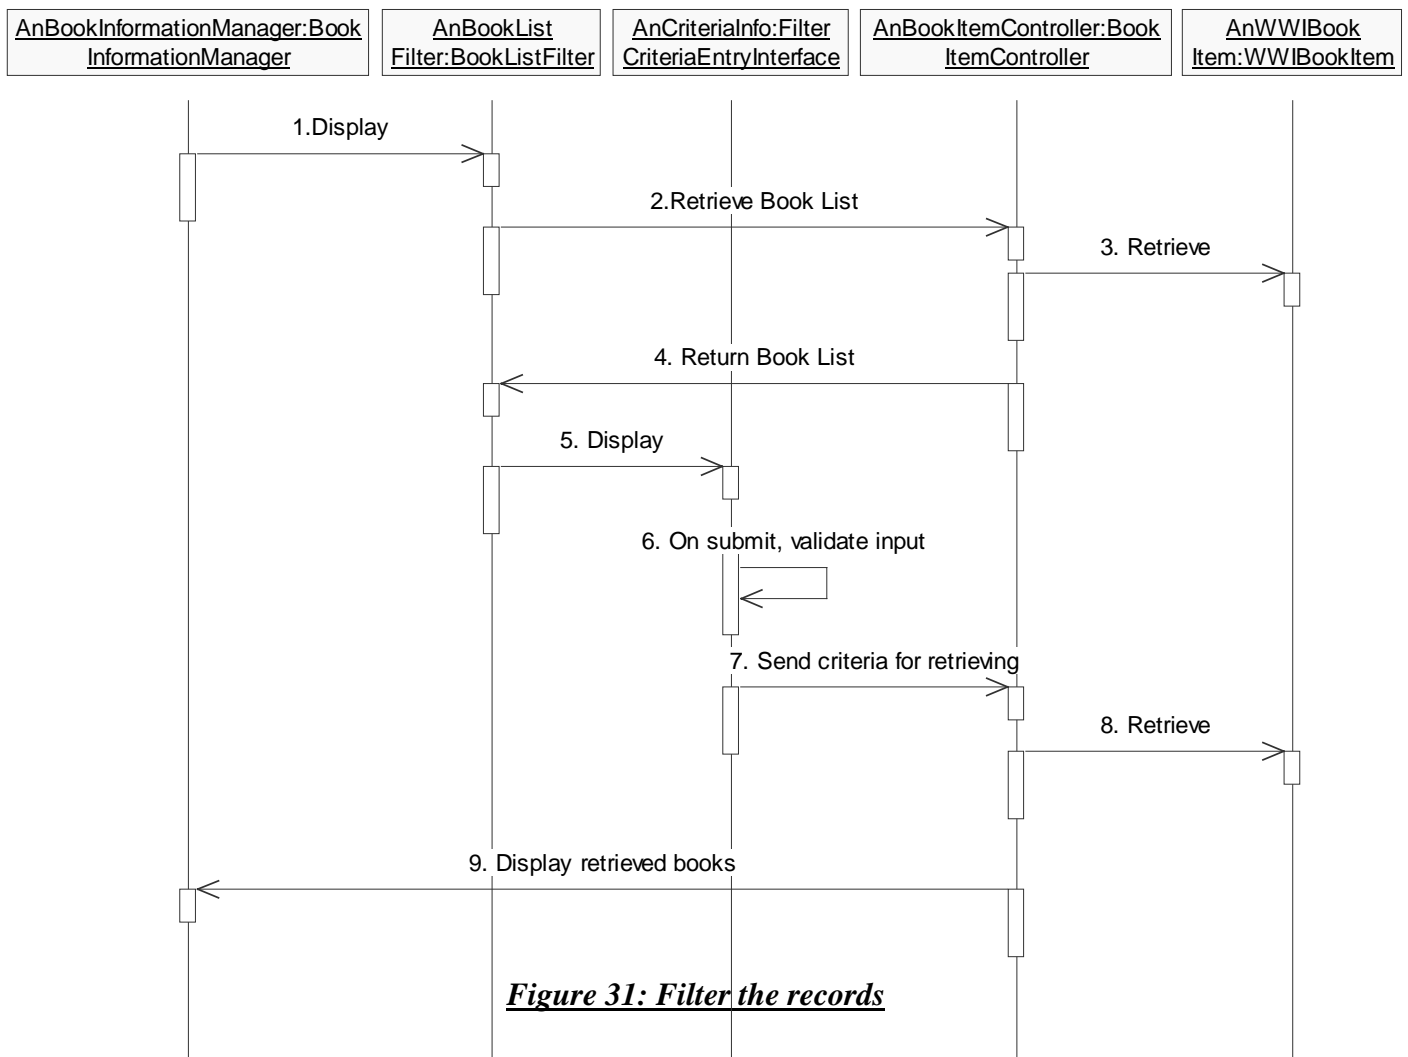 AnBookInformationManager:Book
InformationManager
AnBookList
Filter:BookListFilter
AnCriteriaInfo:Filter
CriteriaEntryInterface
AnBookItemController:Book
ItemController
AnWWIBook
Item:WWIBookItem
1.Display
2.Retrieve Book List
3. Retrieve
4. Return Book List
5. Display
6. On submit, validate input
7. Send criteria for retrieving
8. Retrieve
9. Display retrieved books
Figure 31: Filter the records